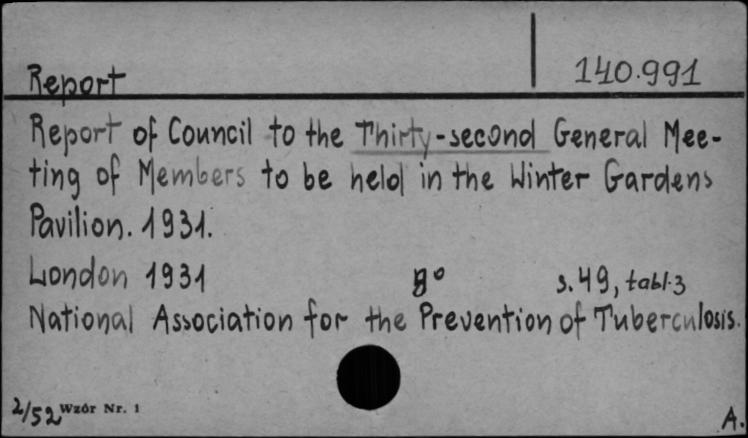 Report
140.991
Report of Council to the Thirty-second General Mee-
ting of Members to be held in the Winter Gardens
Pavilion. 1931.
London 1931 8° s.49, tabl.3
National Association for the Prevention of Tuberculosis.
2/52 Wzór Nr. 1
A.